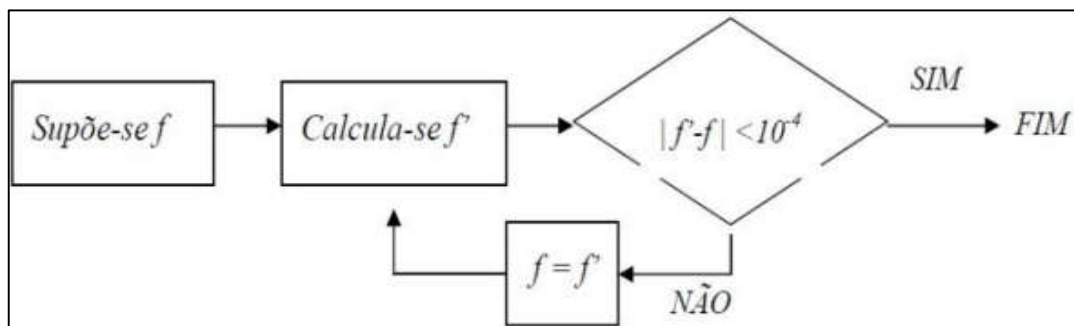 Supõe-se f
Calcula-se f’
| f’-f | <10⁻⁴
SIM
FIM
f = f’
NÃO